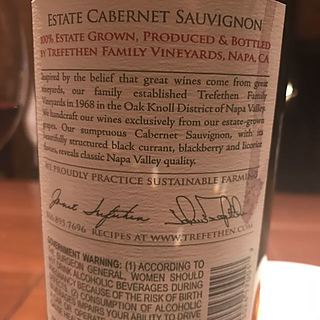 ESTATE CABERNET SAUVIGNON
100% ESTATE GROWN, PRODUCED & BOTTLED
BY TREFETHEN FAMILY VINEYARDS, NAPA, CA
Inspired by the belief that great wines come from great
vineyards, our family established Trefethen Family
Vineyards in 1968 in the Oak Knoll District of Napa Valley.
We handcraft our wines exclusively from our estate-grown
grapes. Our sumptuous Cabernet Sauvignon, with its
beautifully structured black currant, blackberry and licorice
flavors, reveals classic Napa Valley quality.
WE PROUDLY PRACTICE SUSTAINABLE FARMING
Janet Trefethen
.895.7696 RECIPES AT WWW.TREFETHEN.COM
GOVERNMENT WARNING: (1) ACCORDING TO
SURGEON GENERAL, WOMEN SHOULD
DRINK ALCOHOLIC BEVERAGES DURING
BECAUSE OF THE RISK OF BIRTH
(2) CONSUMPTION OF ALCOHOLIC
IMPAIRS YOUR ABILITY TO DRIVE